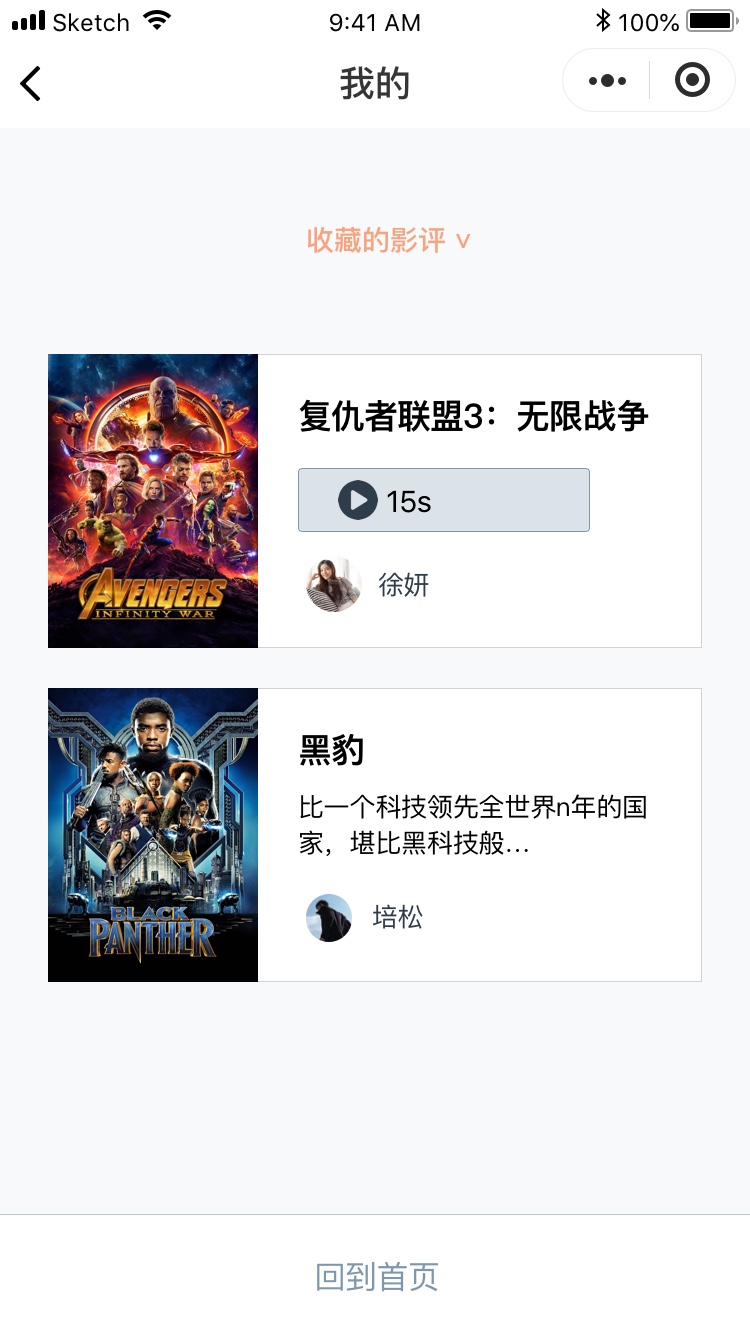 Sketch 9:41 AM 100%
我的
收藏的影评 ∨
AVENGERS
INFINITY WAR
复仇者联盟3：无限战争
15s
徐妍
BLACK
PANTHER
黑豹
比一个科技领先全世界n年的国
家，堪比黑科技般...
培松
回到首页